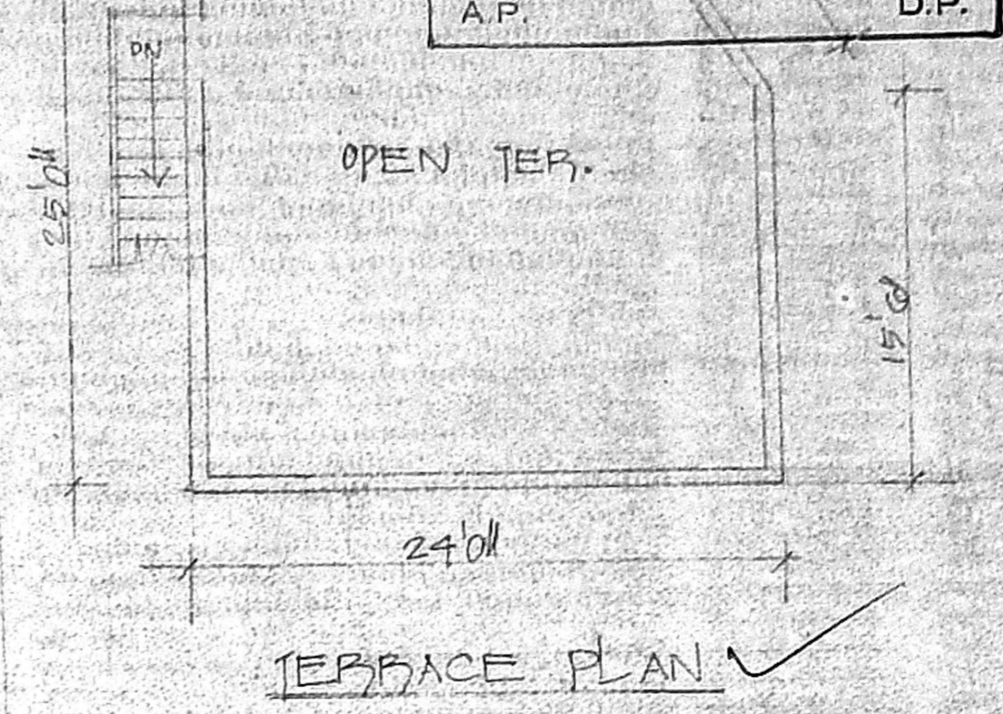 A.P. D.P.
DN
OPEN TER.
25'0"
15'0"
24'0"
TERRACE PLAN